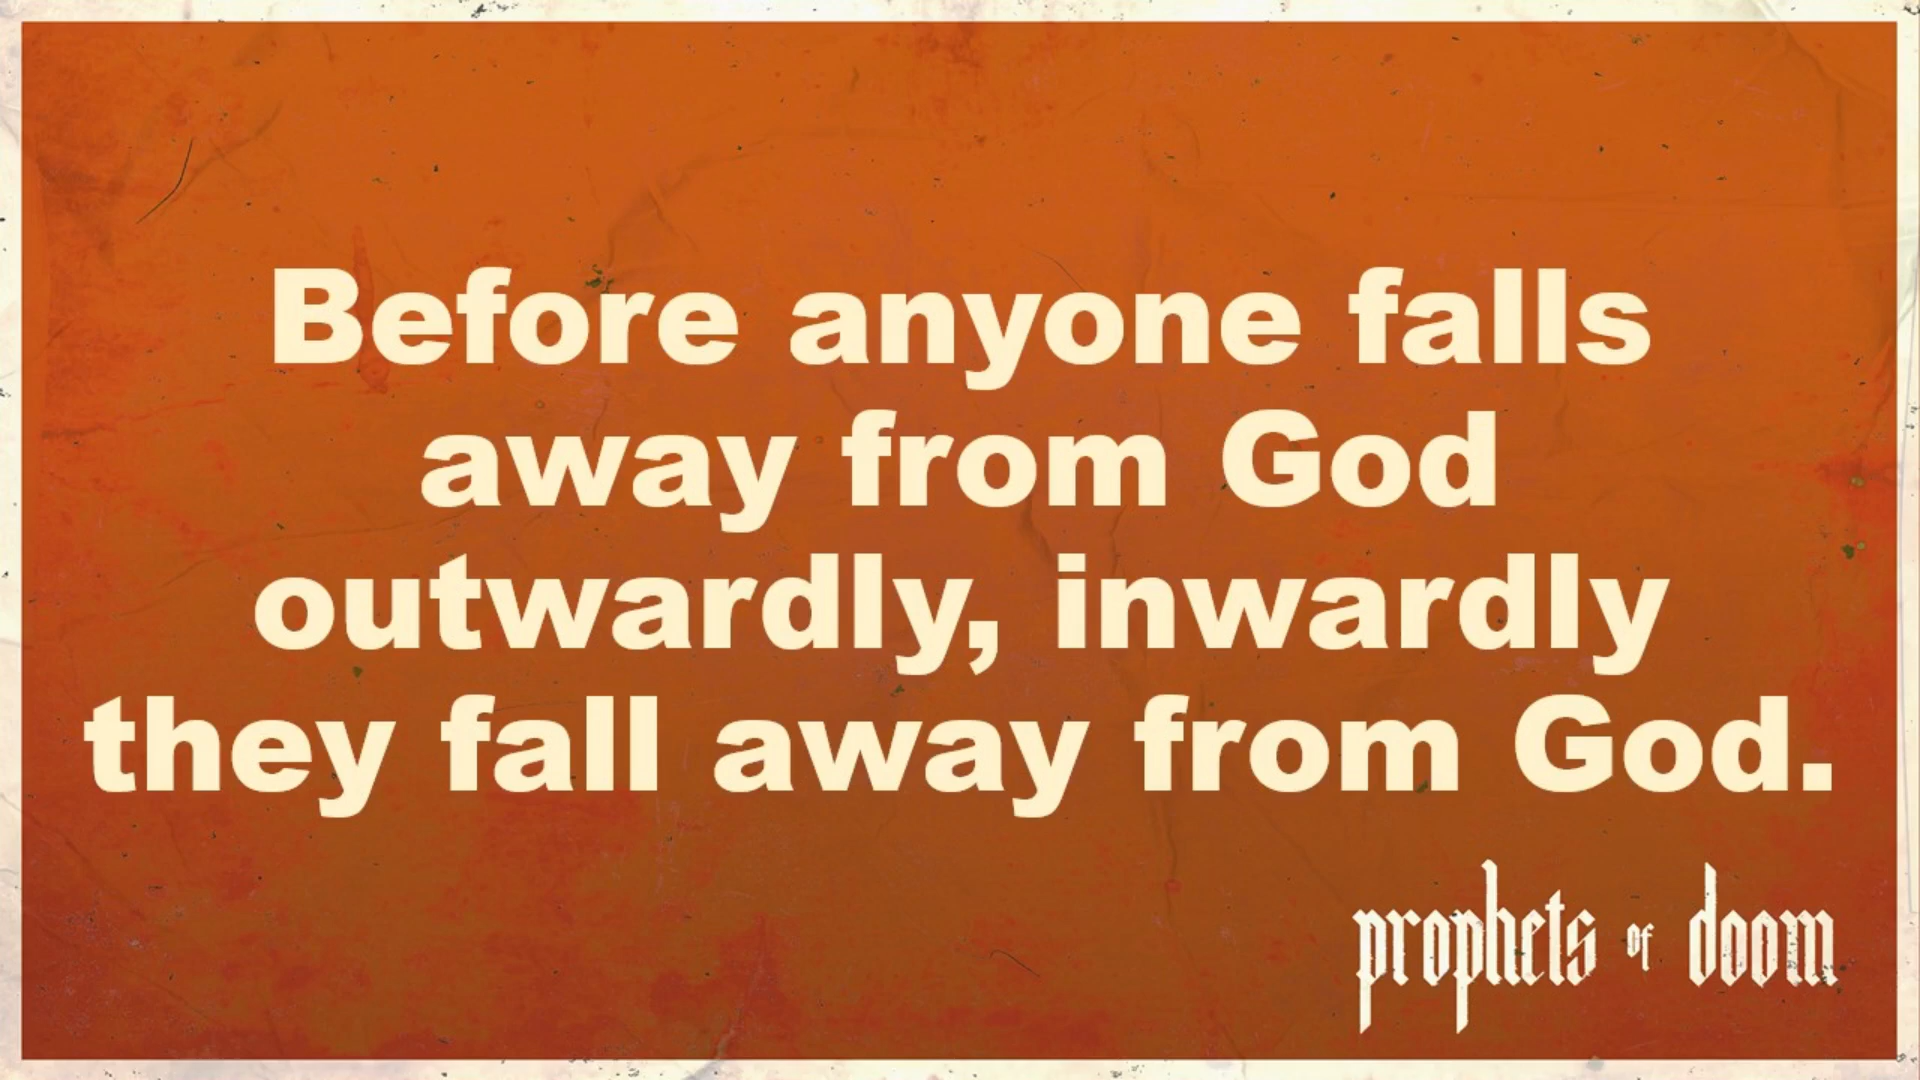 Before anyone falls
away from God
outwardly, inwardly
they fall away from God.
prophets of doom